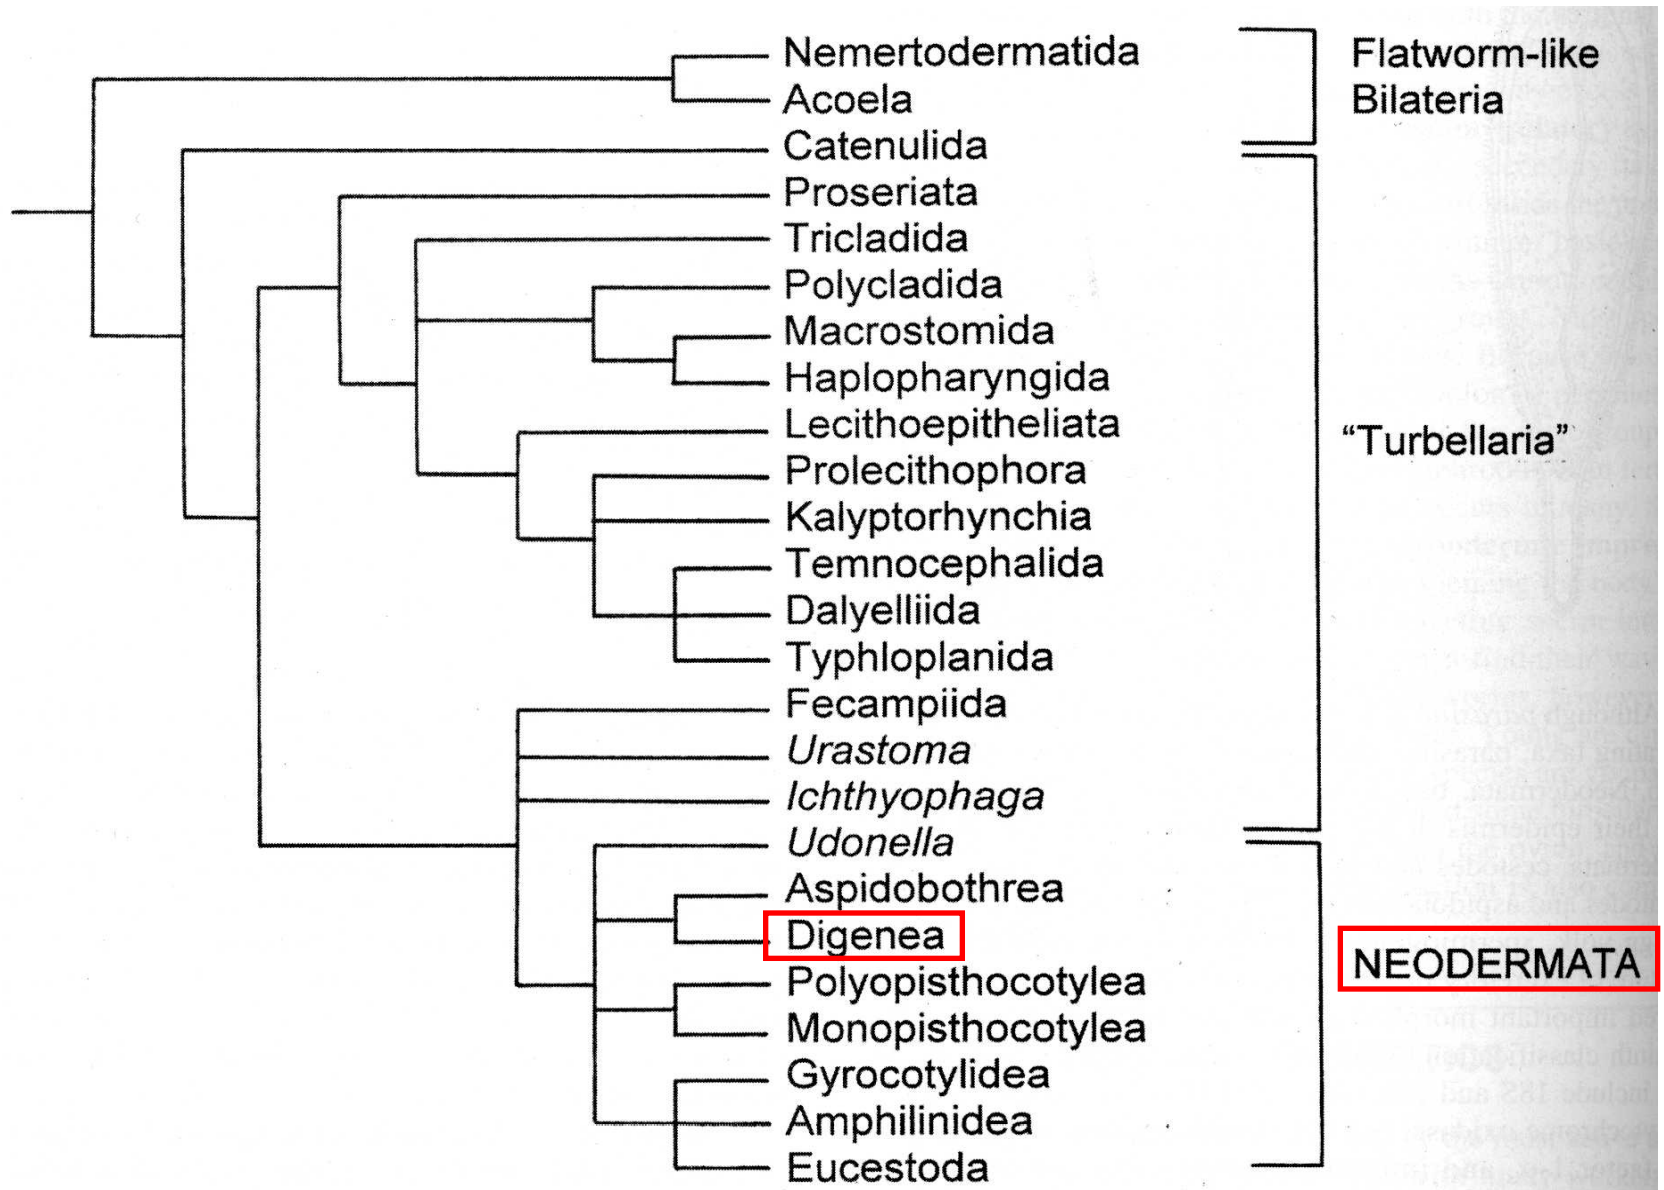 Nemertodermatida
Acoela
Catenulida
Proseriata
Tricladida
Polycladida
Macrostomida
Haplopharyngida
Lecithoepitheliata
Prolecithophora
Kalyptorhynchia
Temnocephalida
Dalyelliida
Typhloplanida
Fecampiida
Urastoma
Ichthyophaga
Udonella
Aspidobothrea
Digenea
Polyopisthocotylea
Monopisthocotylea
Gyrocotylidea
Amphilinidea
Eucestoda
Flatworm-like
Bilateria
“Turbellaria”
NEODERMATA